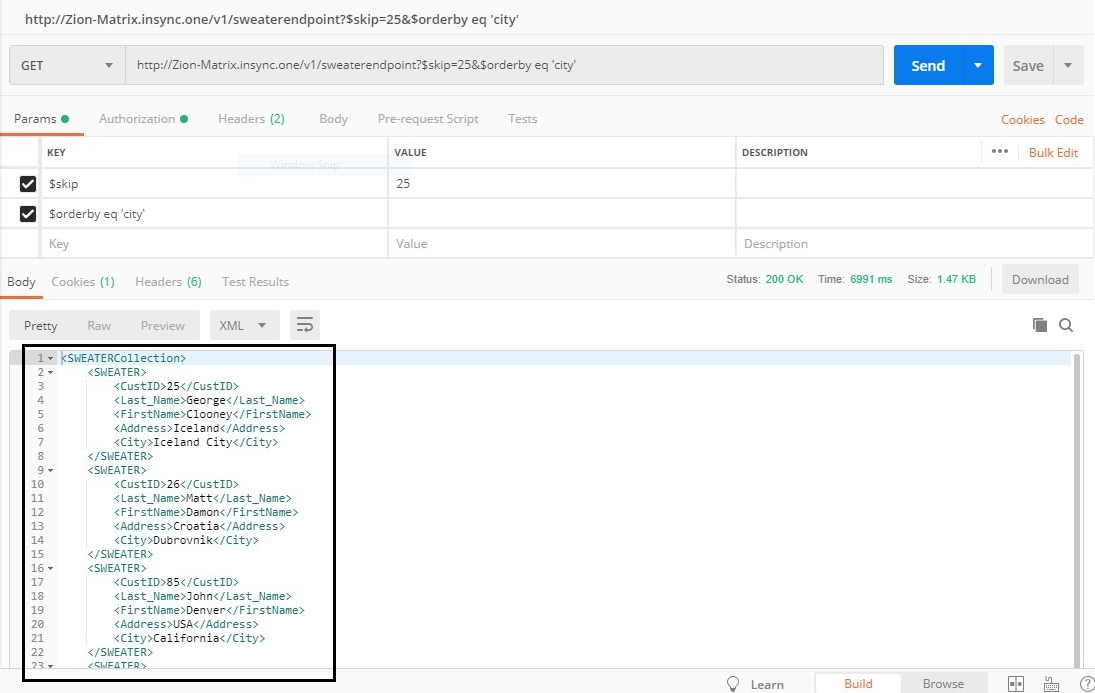 http://Zion-Matrix.insync.one/v1/sweaterendpoint?$skip=25&$orderby eq 'city'
GET http://Zion-Matrix.insync.one/v1/sweaterendpoint?$skip=25&$orderby eq 'city' Send Save
Params Authorization Headers (2) Body Pre-request Script Tests Cookies Code
KEY VALUE DESCRIPTION ••• Bulk Edit
Window Snip
$skip 25
$orderby eq 'city'
Key Value Description
Body Cookies (1) Headers (6) Test Results Status: 200 OK Time: 6991 ms Size: 1.47 KB Download
Pretty Raw Preview XML
1 <SWEATERCollection>
2 <SWEATER>
3 <CustID>25</CustID>
4 <Last_Name>George</Last_Name>
5 <FirstName>Clooney</FirstName>
6 <Address>Iceland</Address>
7 <City>Iceland City</City>
8 </SWEATER>
9 <SWEATER>
10 <CustID>26</CustID>
11 <Last_Name>Matt</Last_Name>
12 <FirstName>Damon</FirstName>
13 <Address>Croatia</Address>
14 <City>Dubrovnik</City>
15 </SWEATER>
16 <SWEATER>
17 <CustID>85</CustID>
18 <Last_Name>John</Last_Name>
19 <FirstName>Denver</FirstName>
20 <Address>USA</Address>
21 <City>California</City>
22 </SWEATER>
23 <SWEATER>
Learn Build Browse